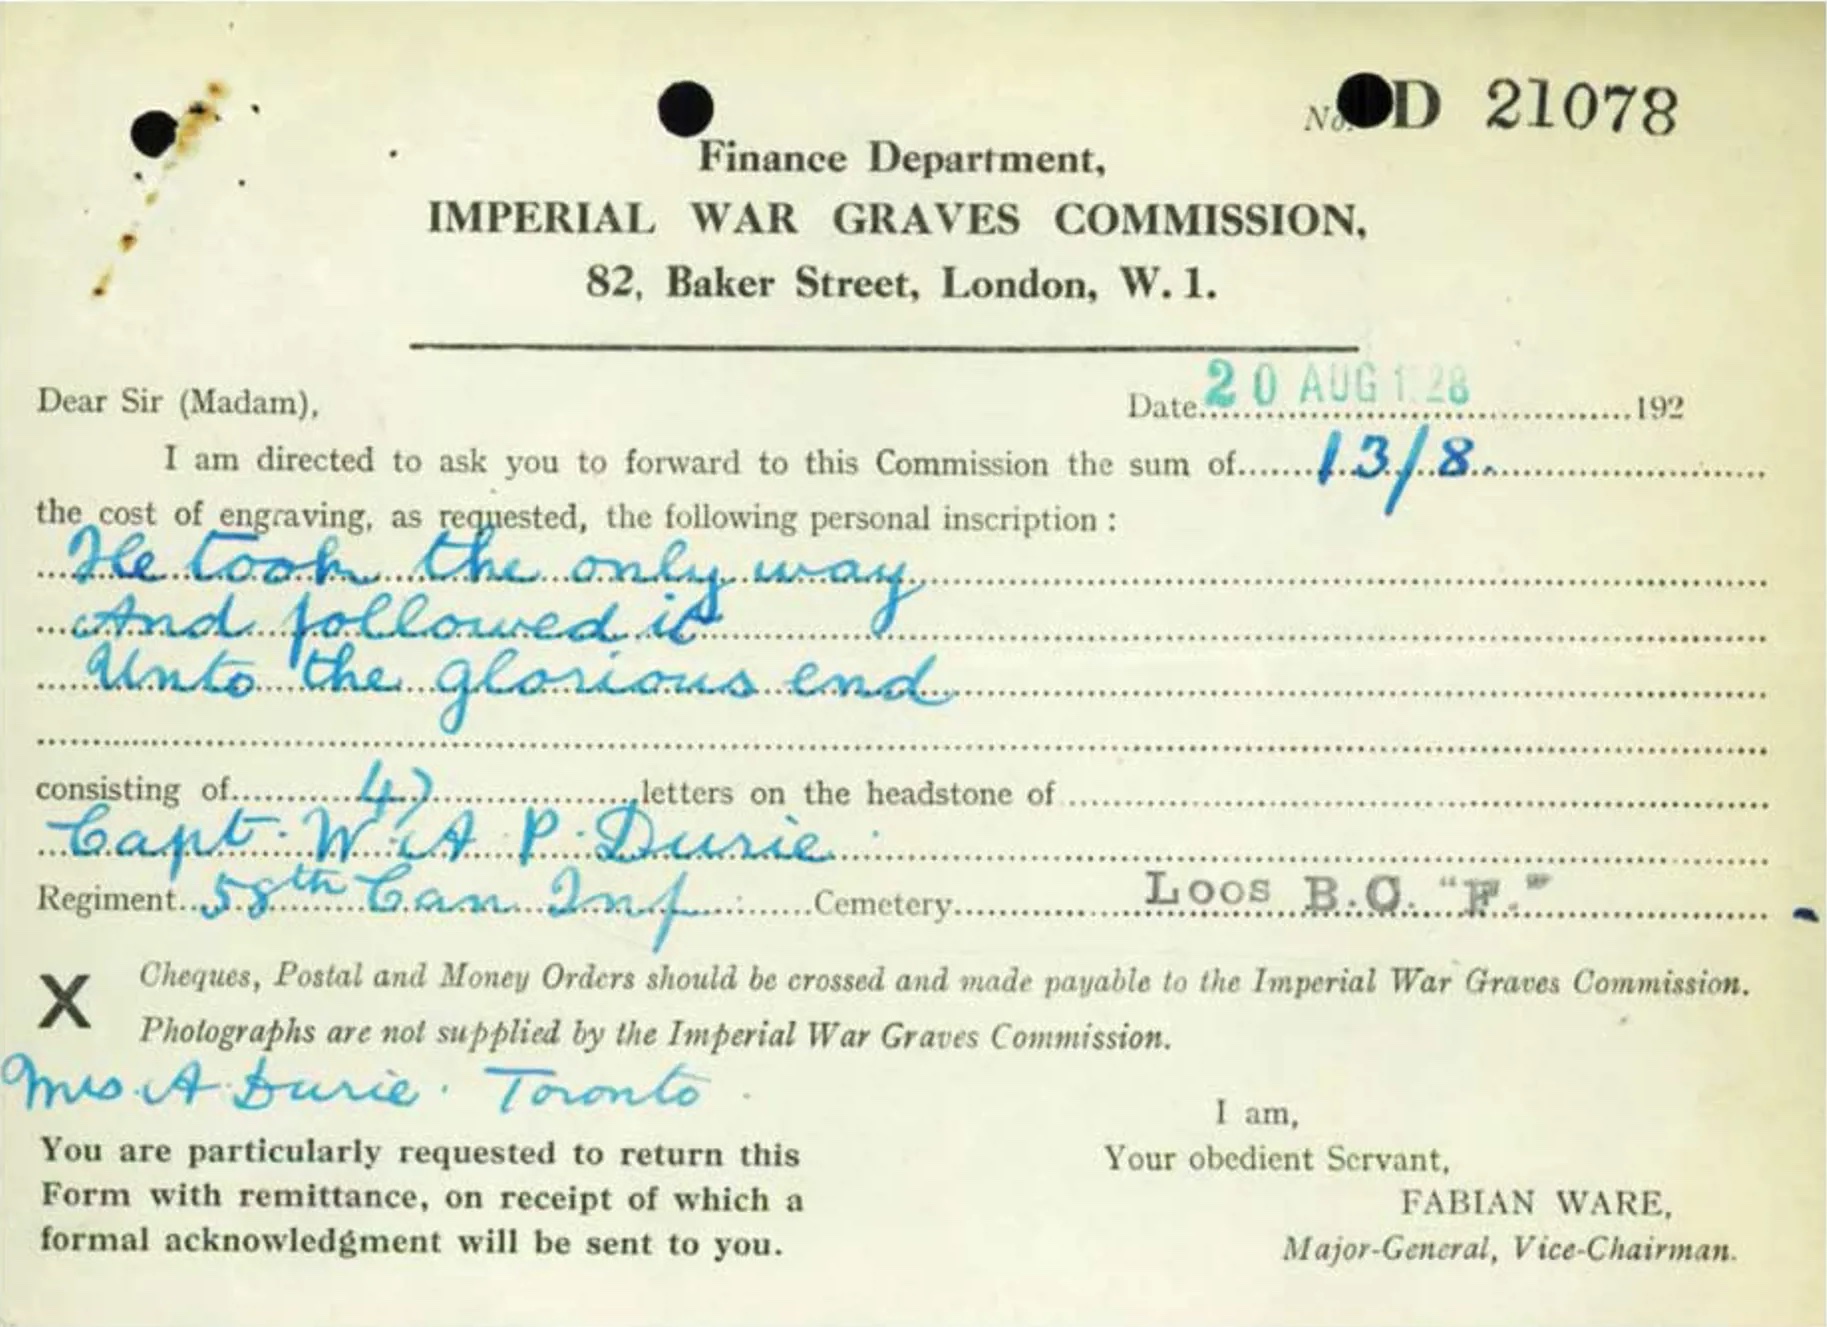 No. D 21078
Finance Department,
IMPERIAL WAR GRAVES COMMISSION,
82, Baker Street, London, W. 1.
Dear Sir (Madam), Date 20 AUG 1 28 192
I am directed to ask you to forward to this Commission the sum of 13/8.
the cost of engraving, as requested, the following personal inscription :
He took the only way
And followed it
Unto the glorious end
consisting of 47 letters on the headstone of
Capt. W. A P. Durie
Regiment 58th Can Inf Cemetery LOOS B.C. "F."
X Cheques, Postal and Money Orders should be crossed and made payable to the Imperial War Graves Commission.
Photographs are not supplied by the Imperial War Graves Commission.
Mrs. A. Durie. Toronto
You are particularly requested to return this
Form with remittance, on receipt of which a
formal acknowledgment will be sent to you.
I am,
Your obedient Servant,
FABIAN WARE,
Major-General, Vice-Chairman.